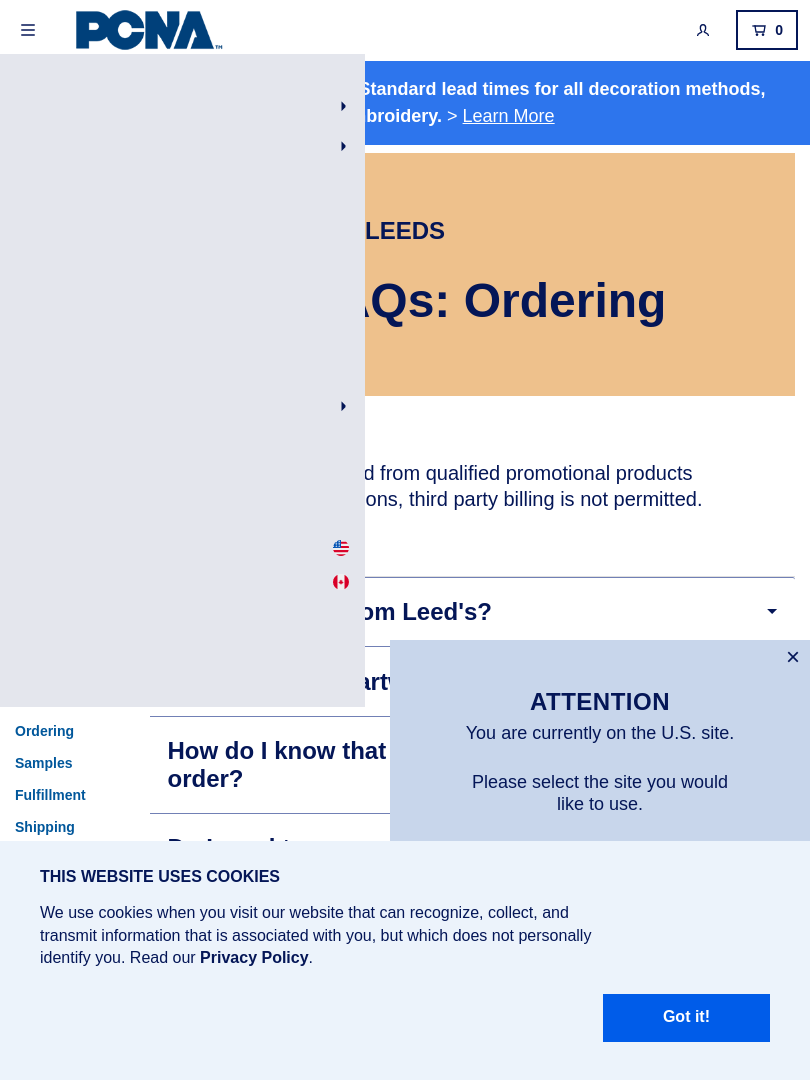 PCNA™
0
Standard lead times for all decoration methods,
broidery. > Learn More
LEEDS
AQs: Ordering
d from qualified promotional products
ons, third party billing is not permitted.
om Leed's?
×
ATTENTION
You are currently on the U.S. site.
Please select the site you would
like to use.
Ordering
Samples
Fulfillment
Shipping
How do I know that
order?
THIS WEBSITE USES COOKIES
We use cookies when you visit our website that can recognize, collect, and
transmit information that is associated with you, but which does not personally
identify you. Read our Privacy Policy.
Got it!